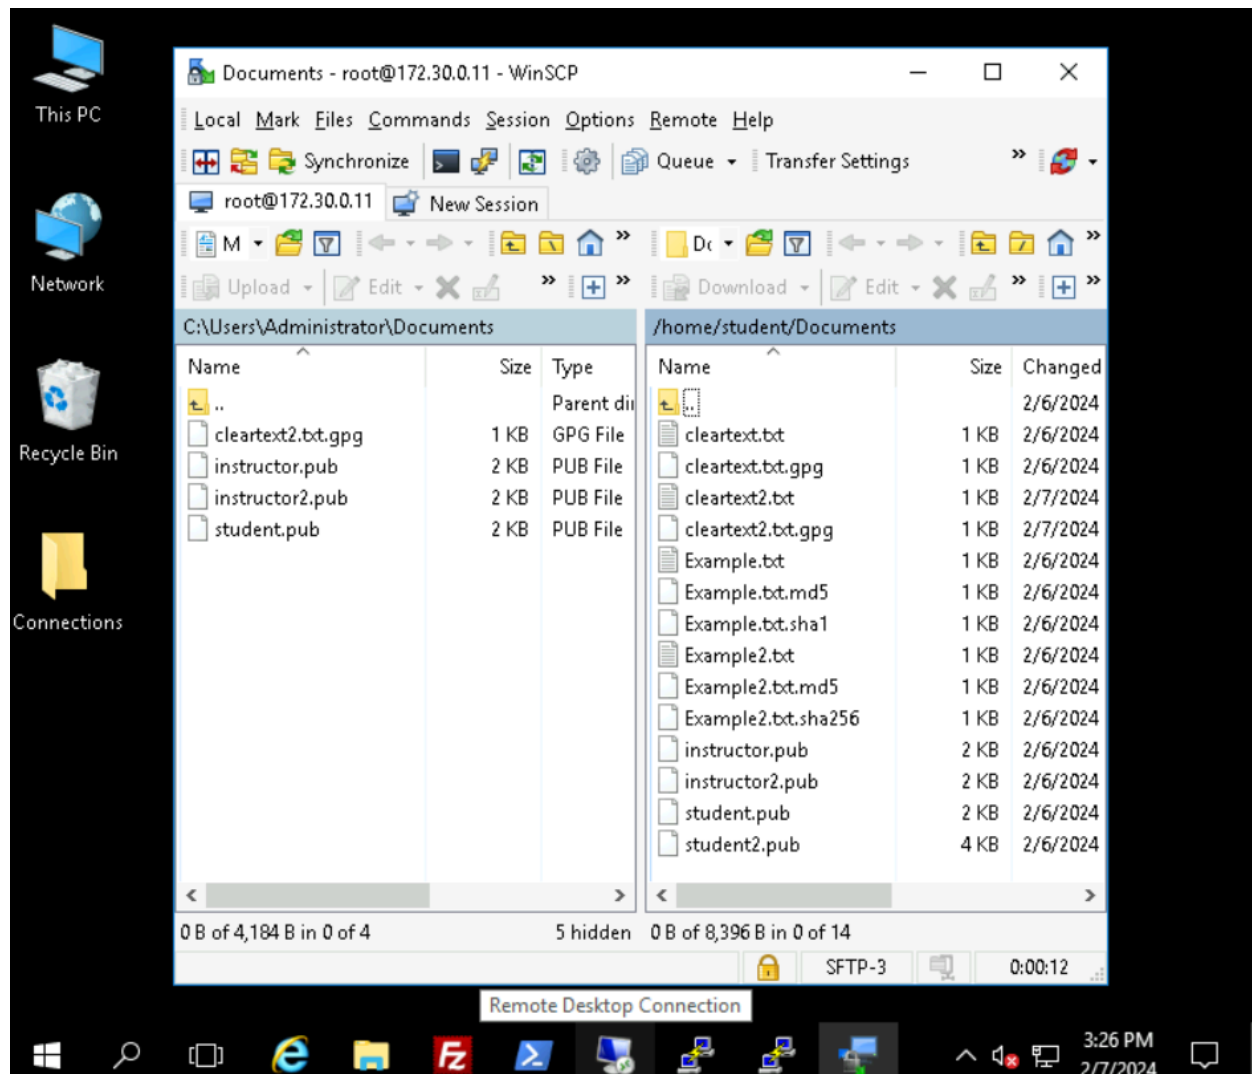 This PC
Network
Recycle Bin
Connections
Documents - root@172.30.0.11 - WinSCP
Local Mark Files Commands Session Options Remote Help
Synchronize Queue Transfer Settings »
root@172.30.0.11 New Session
M » Dc »
Upload Edit » » Download Edit » »
C:\Users\Administrator\Documents
Name Size Type
.. Parent dir
cleartext2.txt.gpg 1 KB GPG File
instructor.pub 2 KB PUB File
instructor2.pub 2 KB PUB File
student.pub 2 KB PUB File
0 B of 4,184 B in 0 of 4 5 hidden
/home/student/Documents
Name Size Changed
.. 2/6/2024
cleartext.txt 1 KB 2/6/2024
cleartext.txt.gpg 1 KB 2/6/2024
cleartext2.txt 1 KB 2/7/2024
cleartext2.txt.gpg 1 KB 2/7/2024
Example.txt 1 KB 2/6/2024
Example.txt.md5 1 KB 2/6/2024
Example.txt.sha1 1 KB 2/6/2024
Example2.txt 1 KB 2/6/2024
Example2.txt.md5 1 KB 2/6/2024
Example2.txt.sha256 1 KB 2/6/2024
instructor.pub 2 KB 2/6/2024
instructor2.pub 2 KB 2/6/2024
student.pub 2 KB 2/6/2024
student2.pub 4 KB 2/6/2024
0 B of 8,396 B in 0 of 14
SFTP-3 0:00:12
Remote Desktop Connection
3:26 PM
2/7/2024